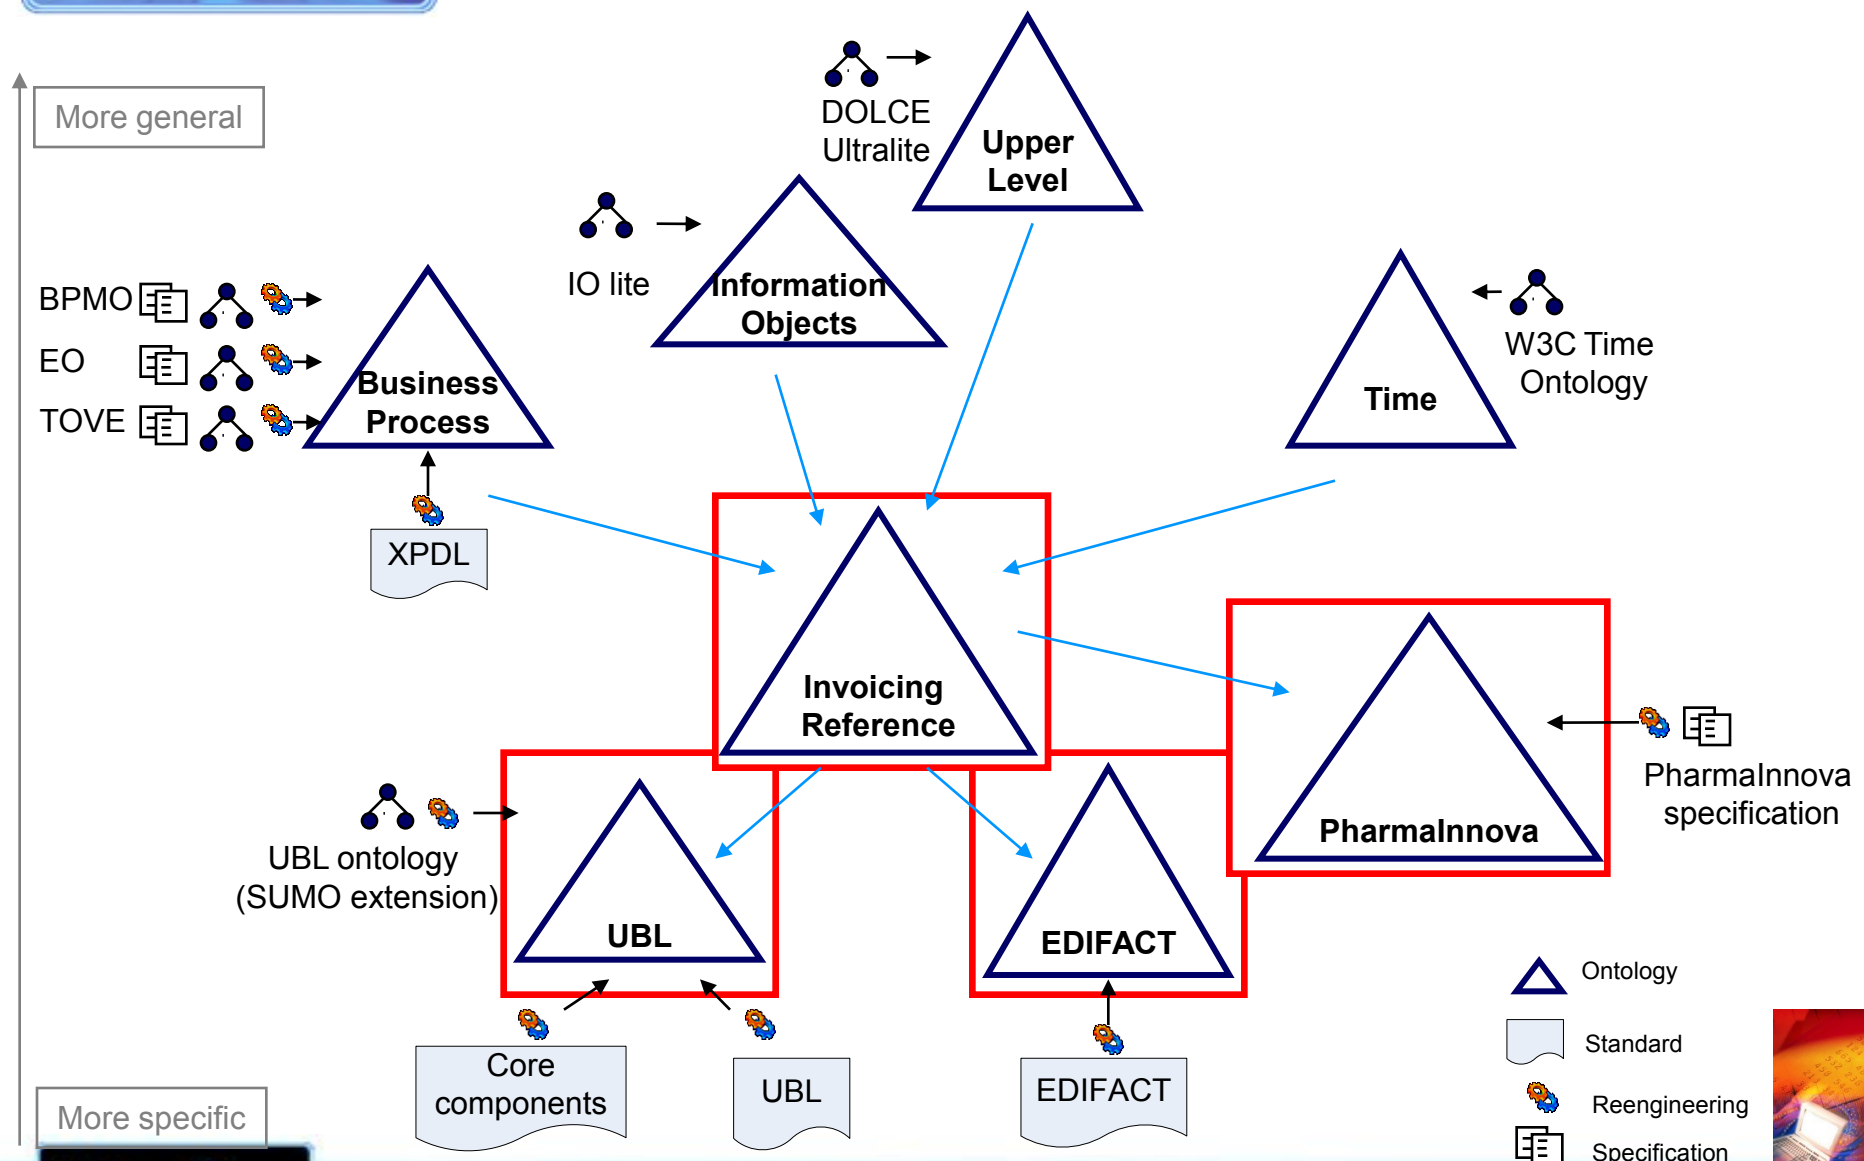 More general
DOLCE
Ultralite
Upper
Level
IO lite
Information
Objects
BPMO
EO
TOVE
Business
Process
W3C Time
Ontology
Time
XPDL
Invoicing
Reference
PharmaInnova
PharmaInnova
specification
UBL ontology
(SUMO extension)
UBL
EDIFACT
Core
components
UBL
EDIFACT
Ontology
Standard
Reengineering
Specification
More specific